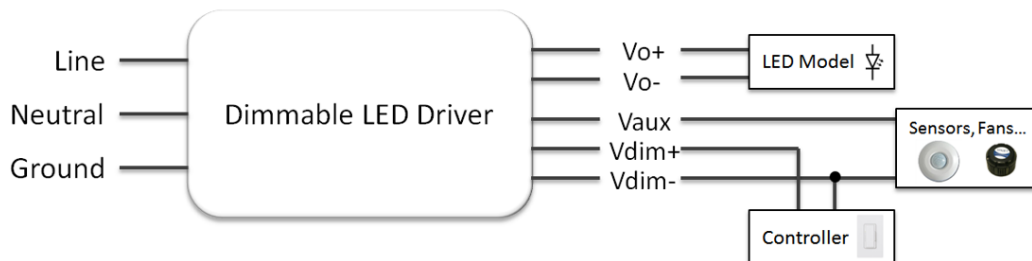 Line
Neutral
Ground
Dimmable LED Driver
Vo+
Vo-
Vaux
Vdim+
Vdim-
LED Model
Sensors, Fans...
Controller